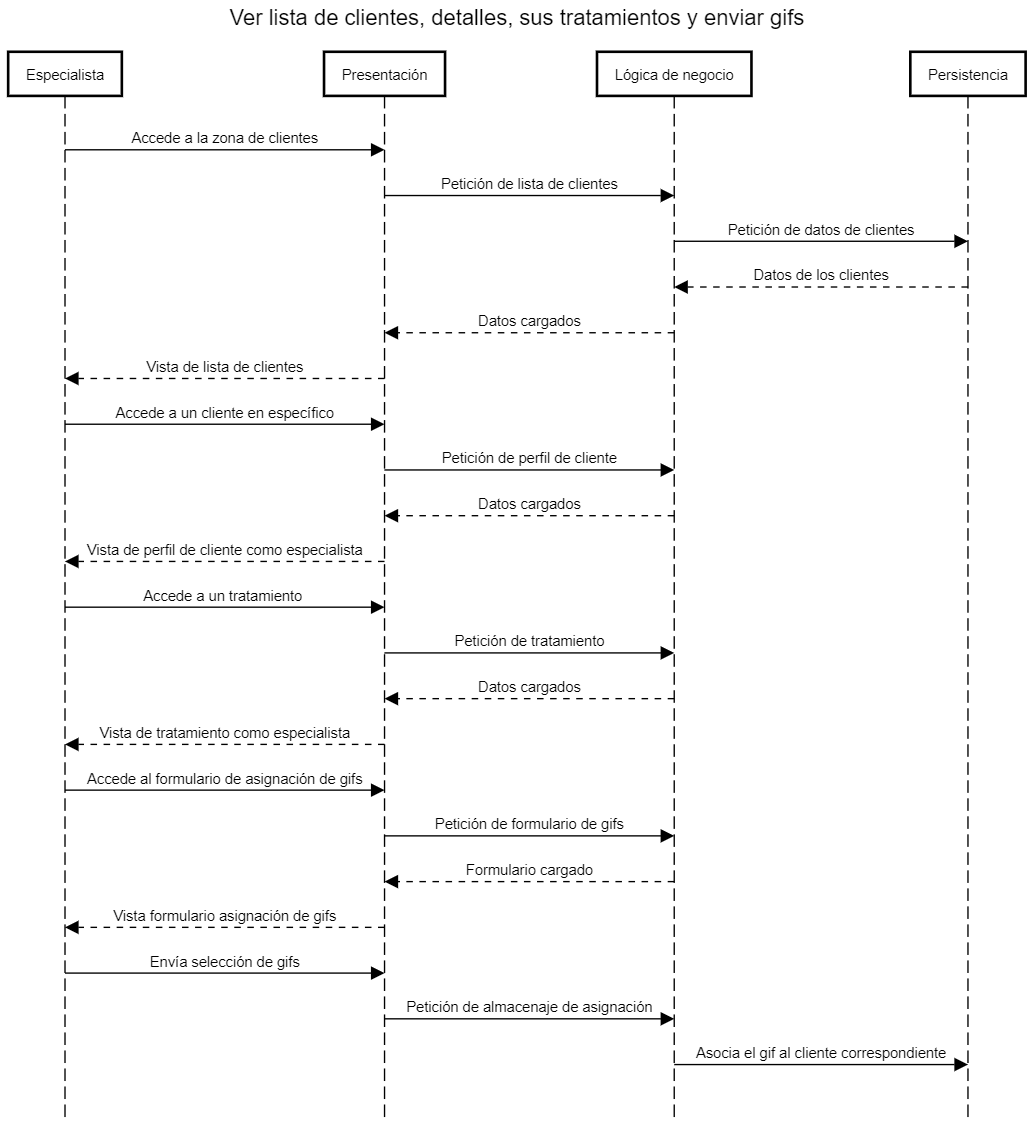 Ver lista de clientes, detalles, sus tratamientos y enviar gifs
Especialista
Presentación
Lógica de negocio
Persistencia
Accede a la zona de clientes
Petición de lista de clientes
Petición de datos de clientes
Datos de los clientes
Datos cargados
Vista de lista de clientes
Accede a un cliente en específico
Petición de perfil de cliente
Datos cargados
Vista de perfil de cliente como especialista
Accede a un tratamiento
Petición de tratamiento
Datos cargados
Vista de tratamiento como especialista
Accede al formulario de asignación de gifs
Petición de formulario de gifs
Formulario cargado
Vista formulario asignación de gifs
Envía selección de gifs
Petición de almacenaje de asignación
Asocia el gif al cliente correspondiente